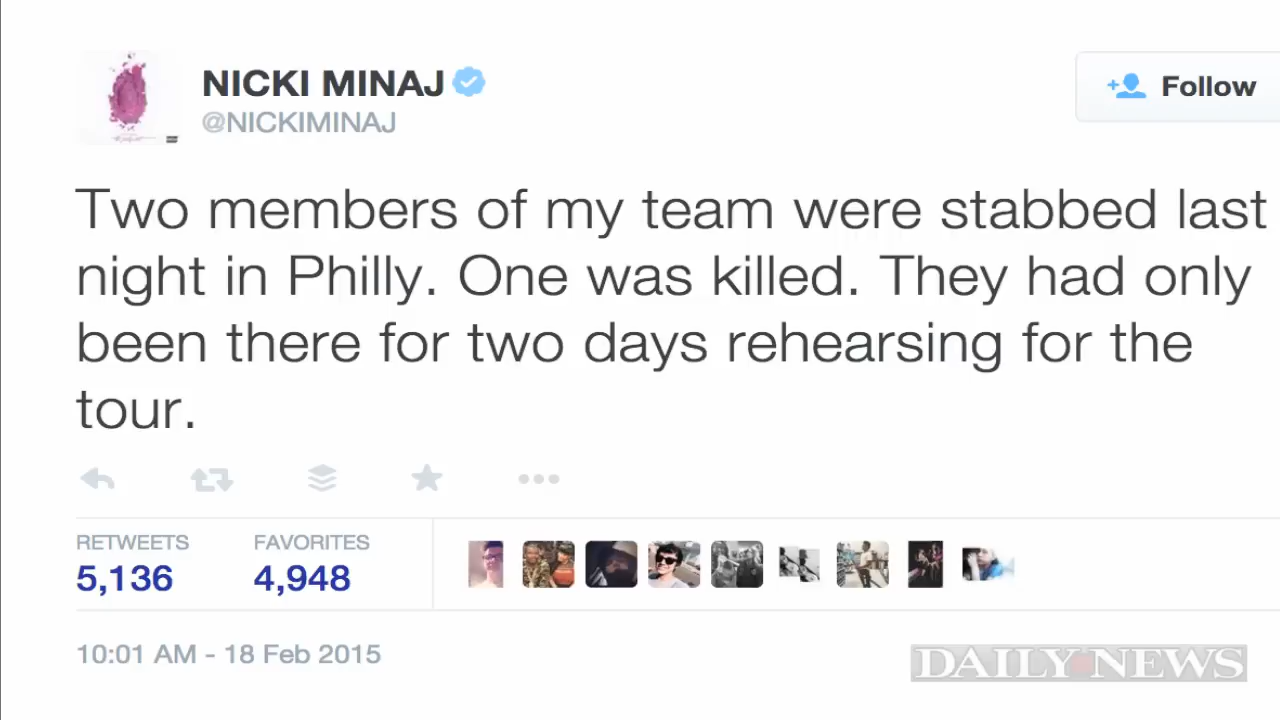 NICKI MINAJ
@NICKIMINAJ
Follow
Two members of my team were stabbed last
night in Philly. One was killed. They had only
been there for two days rehearsing for the
tour.
RETWEETS
FAVORITES
5,136
4,948
10:01 AM - 18 Feb 2015
DAILY NEWS